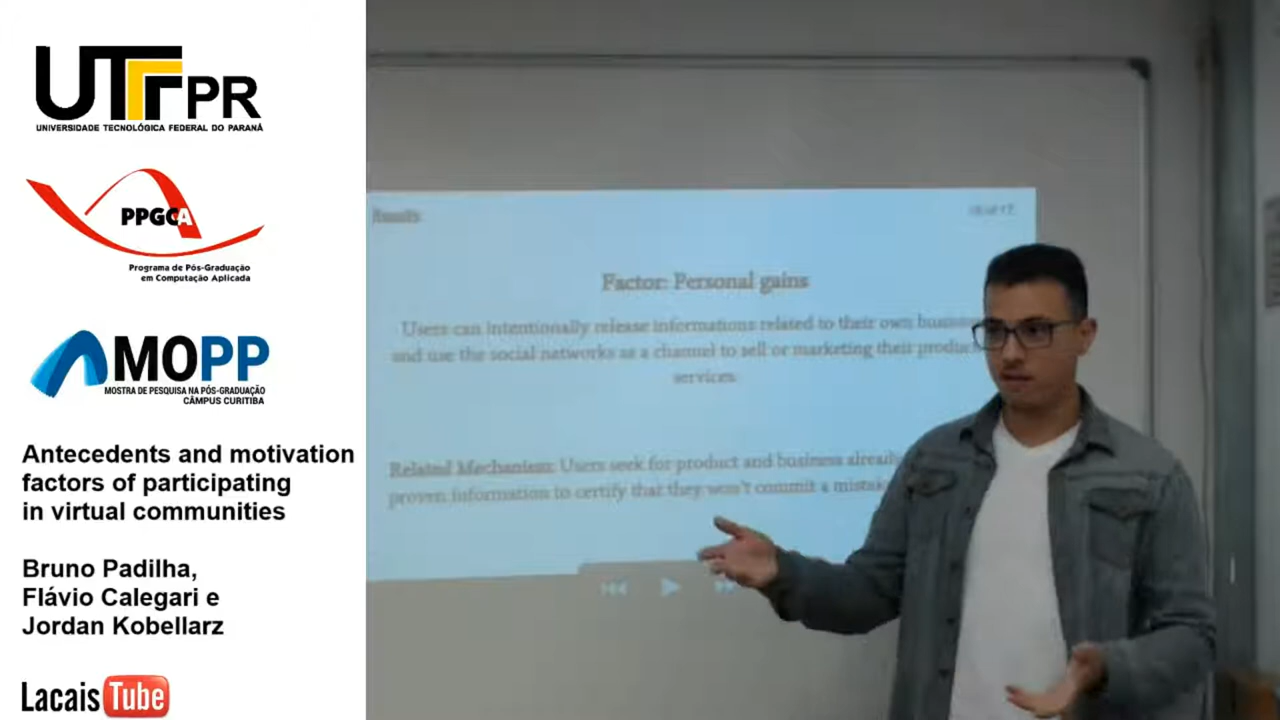 UTFPR
UNIVERSIDADE TECNOLÓGICA FEDERAL DO PARANÁ
PPGCA
Programa de Pós-Graduação
em Computação Aplicada
MOPP
MOSTRA DE PESQUISA NA PÓS-GRADUAÇÃO
CÂMPUS CURITIBA
Antecedents and motivation
factors of participating
in virtual communities
Bruno Padilha,
Flávio Calegari e
Jordan Kobellarz
LacaisTube
Results
Factor: Personal gains
Users can intentionally release informations related to their own
and use the social networks as a channel to sell or marketing their
services.
Related Mechanism: Users seek for product and business already
proven information to certify that they won't commit a